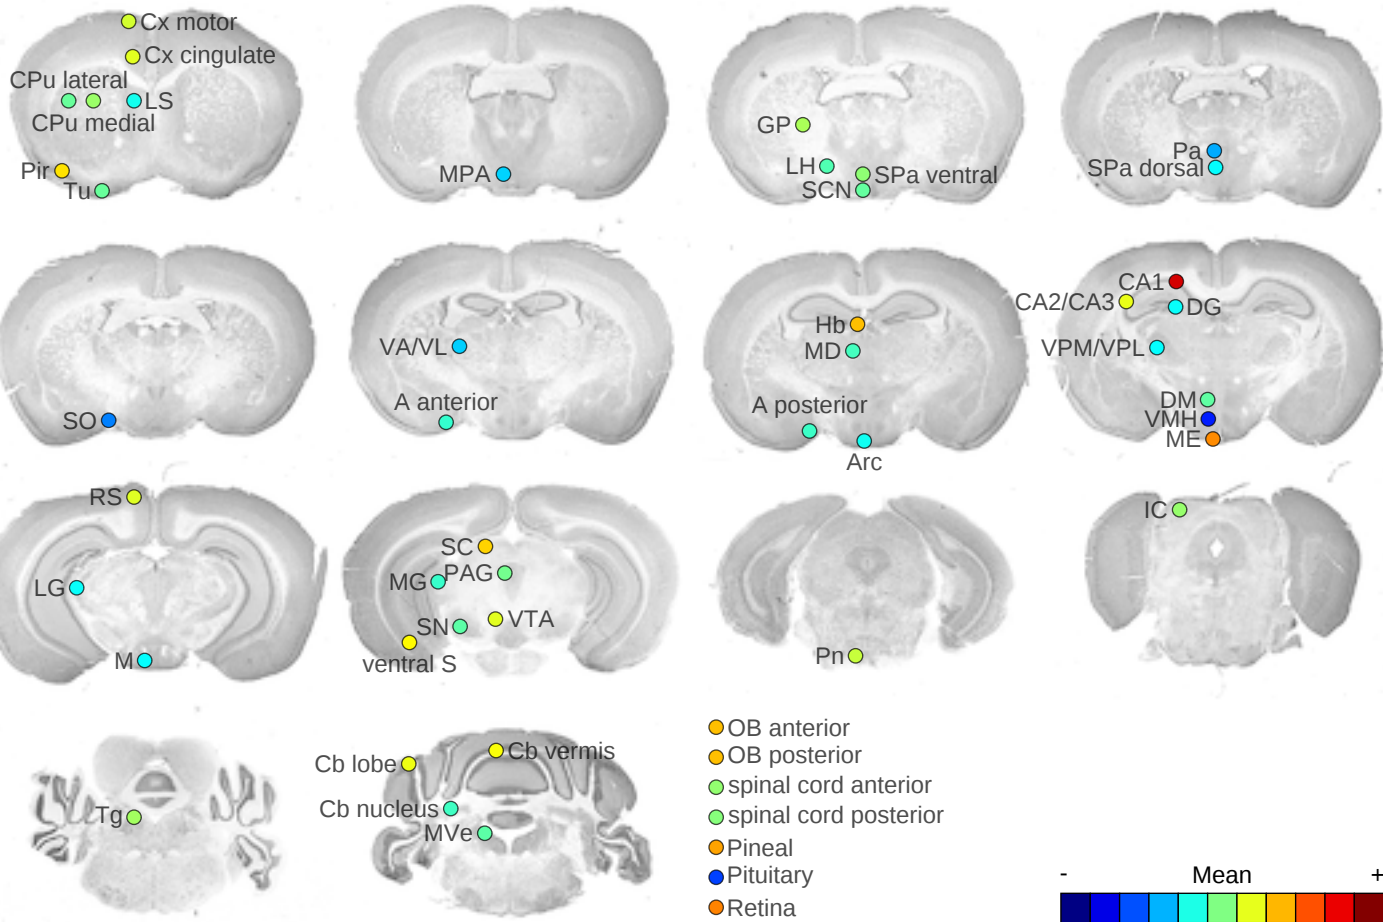 Cx motor
Cx cingulate
CPu lateral
LS
CPu medial
Pir
Tu
MPA
GP
LH
SPa ventral
SCN
Pa
SPa dorsal
SO
VA/VL
A anterior
Hb
MD
A posterior
Arc
CA1
CA2/CA3
DG
VPM/VPL
DM
VMH
ME
RS
LG
M
SC
PAG
MG
VTA
SN
ventral S
Pn
IC
Tg
Cb lobe
Cb vermis
Cb nucleus
MVe
OB anterior
OB posterior
spinal cord anterior
spinal cord posterior
Pineal
Pituitary
Retina
- Mean +